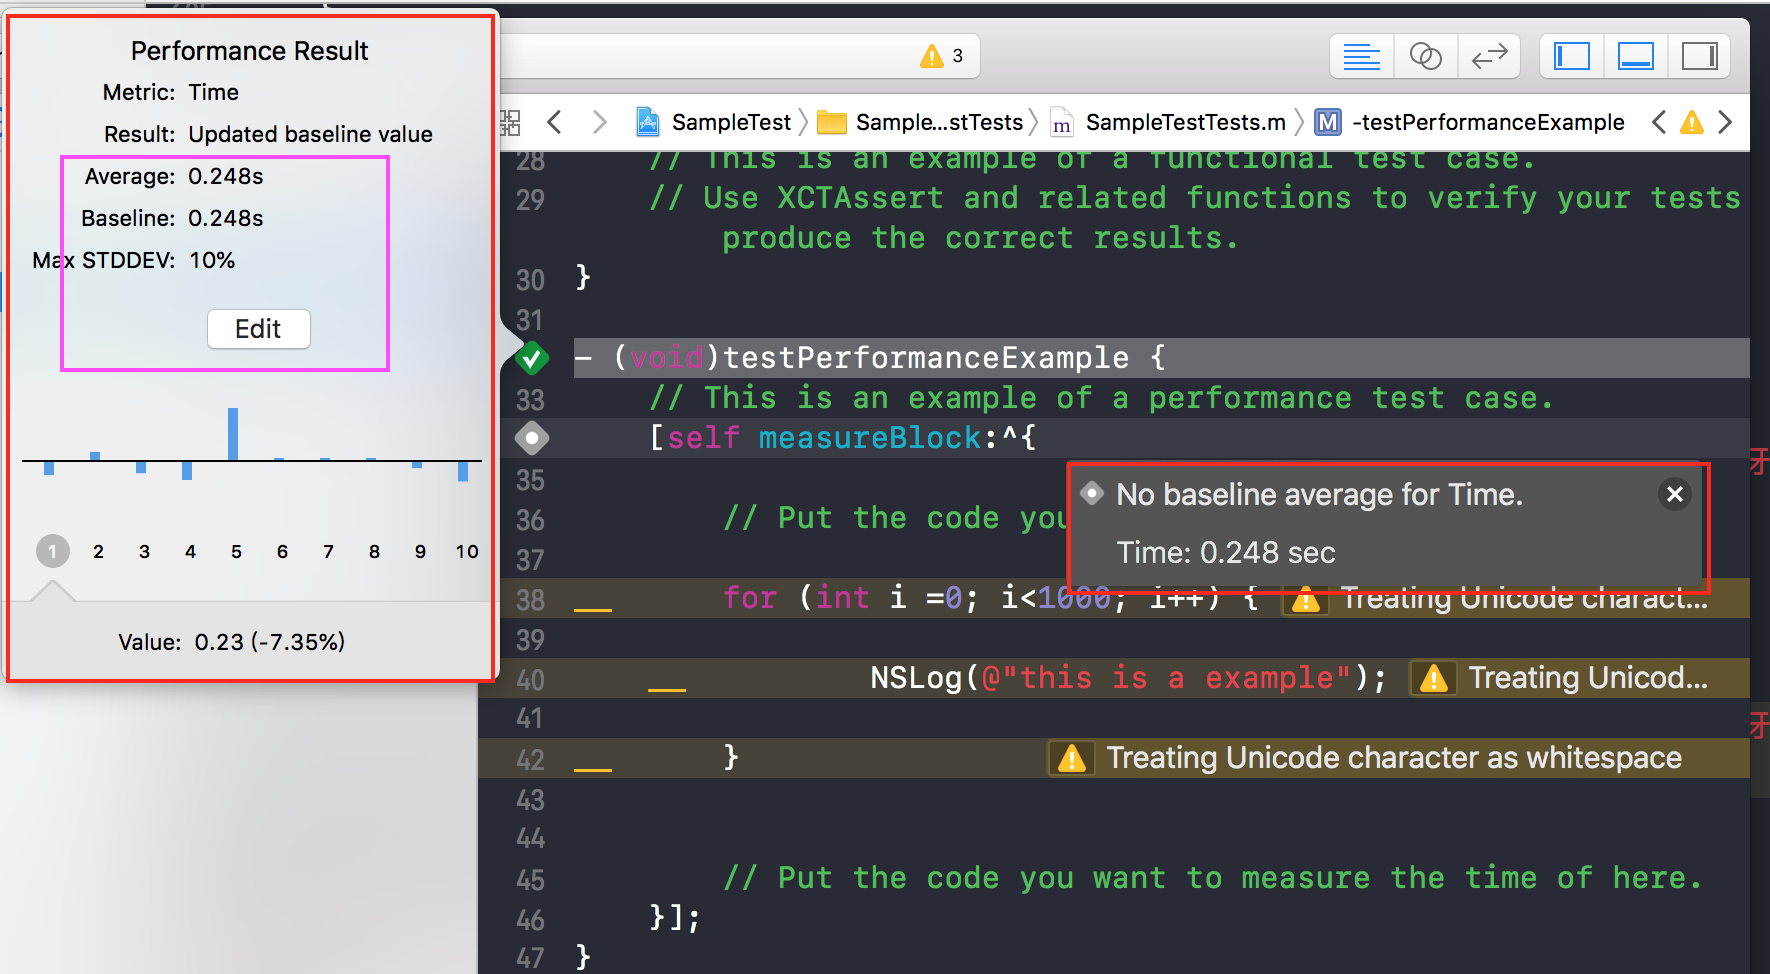 Performance Result
Metric: Time
Result: Updated baseline value
Average: 0.248s
Baseline: 0.248s
Max STDDEV: 10%
Edit
1 2 3 4 5 6 7 8 9 10
Value: 0.23 (-7.35%)
3
SampleTest
Sample...stTests
m SampleTestTests.m
M -testPerformanceExample
28 // This is an example of a functional test case.
29 // Use XCTAssert and related functions to verify your tests
produce the correct results.
30 }
31
- (void)testPerformanceExample {
33 // This is an example of a performance test case.
[self measureBlock:^{
No baseline average for Time.
Time: 0.248 sec
35
36 // Put the code you
37
38 for (int i =0; i<1000; i++) { Treating Unicode charact...
39
40 NSLog(@"this is a example"); Treating Unicod...
41
42 } Treating Unicode character as whitespace
43
44
45 // Put the code you want to measure the time of here.
46 }];
47 }